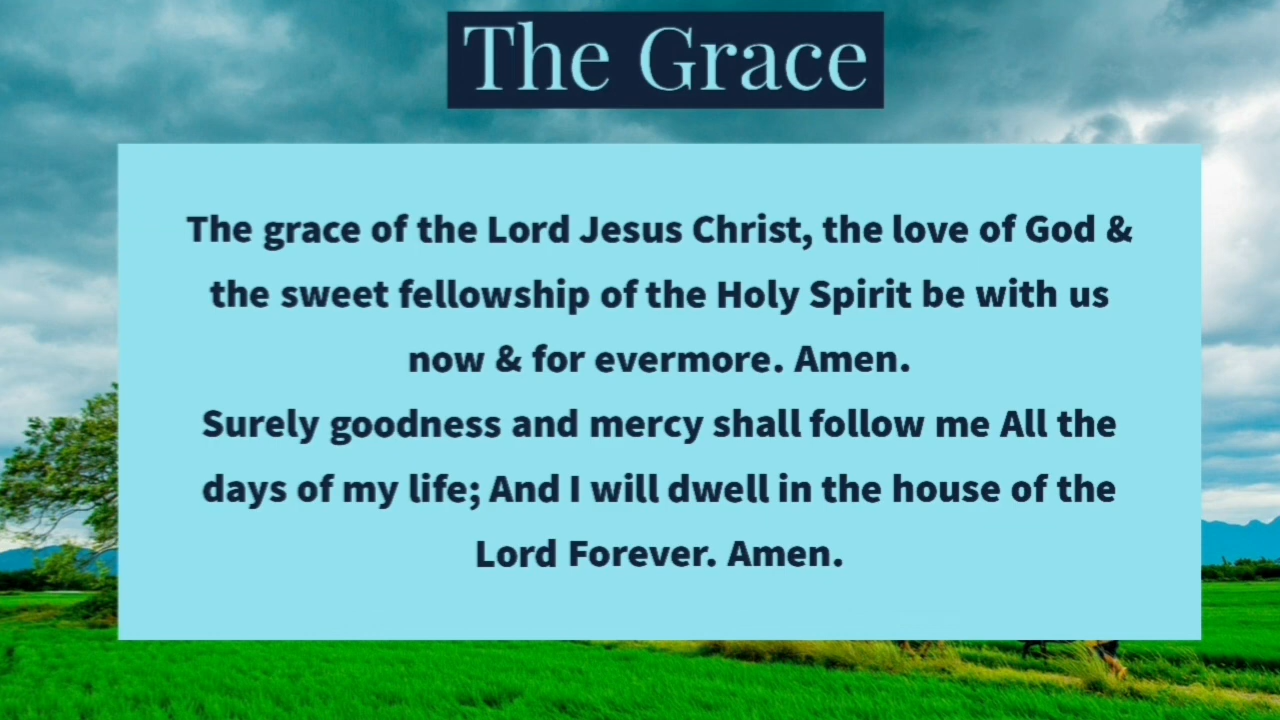 The Grace
The grace of the Lord Jesus Christ, the love of God &
the sweet fellowship of the Holy Spirit be with us
now & for evermore. Amen.
Surely goodness and mercy shall follow me All the
days of my life; And I will dwell in the house of the
Lord Forever. Amen.